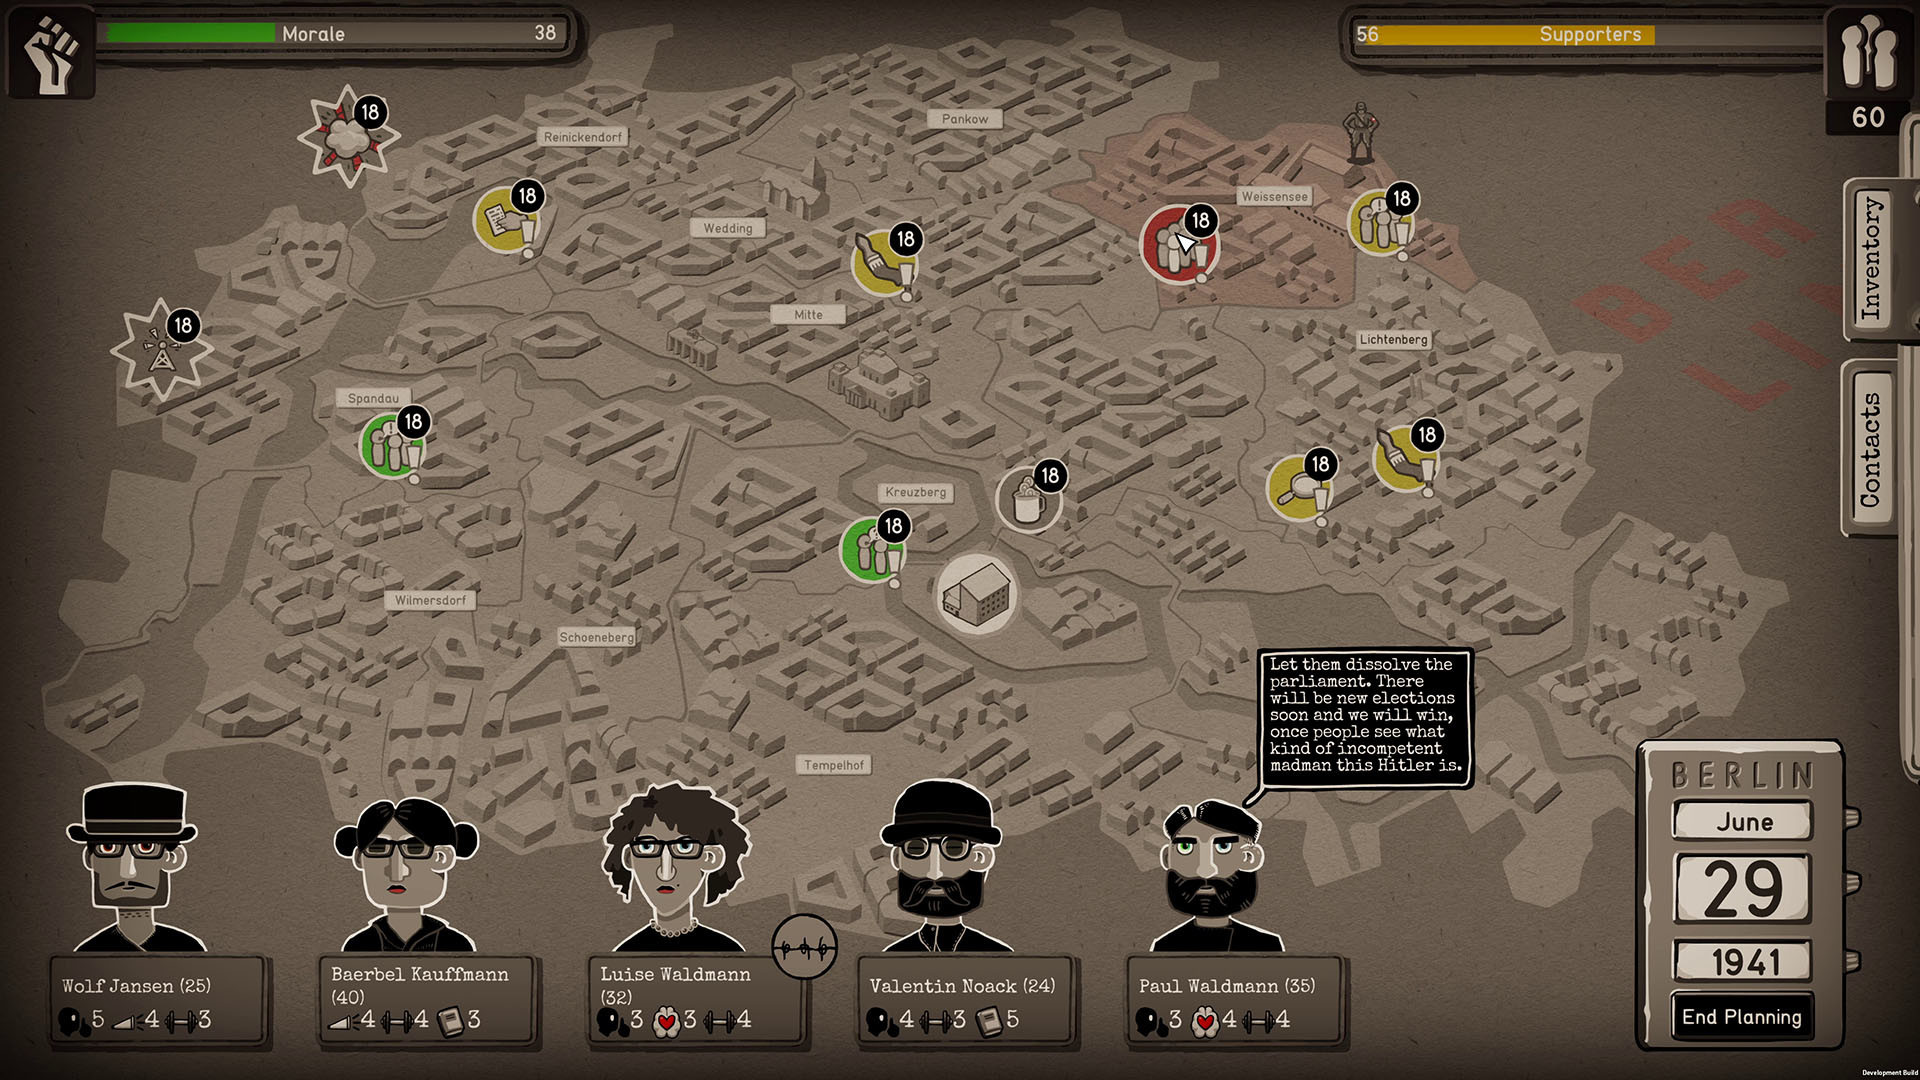 Morale
38
56
Supporters
60
18
18
18
18
18
18
18
18
18
18
18
18
Reinickendorf
Pankow
Weissensee
Wedding
Mitte
Lichtenberg
Spandau
Kreuzberg
Wilmersdorf
Schoeneberg
Tempelhof
BER
LIN
Inventory
Contacts
Let them dissolve the
parliament. There
will be new elections
soon and we will win,
once people see what
kind of incompetent
madman this Hitler is.
Wolf Jansen (25)
5 4 3
Baerbel Kauffmann
(40)
4 4 3
Luise Waldmann
(32)
3 3 4
Valentin Noack (24)
4 3 5
Paul Waldmann (35)
3 4 4
BERLIN
June
29
1941
End Planning
Development Build